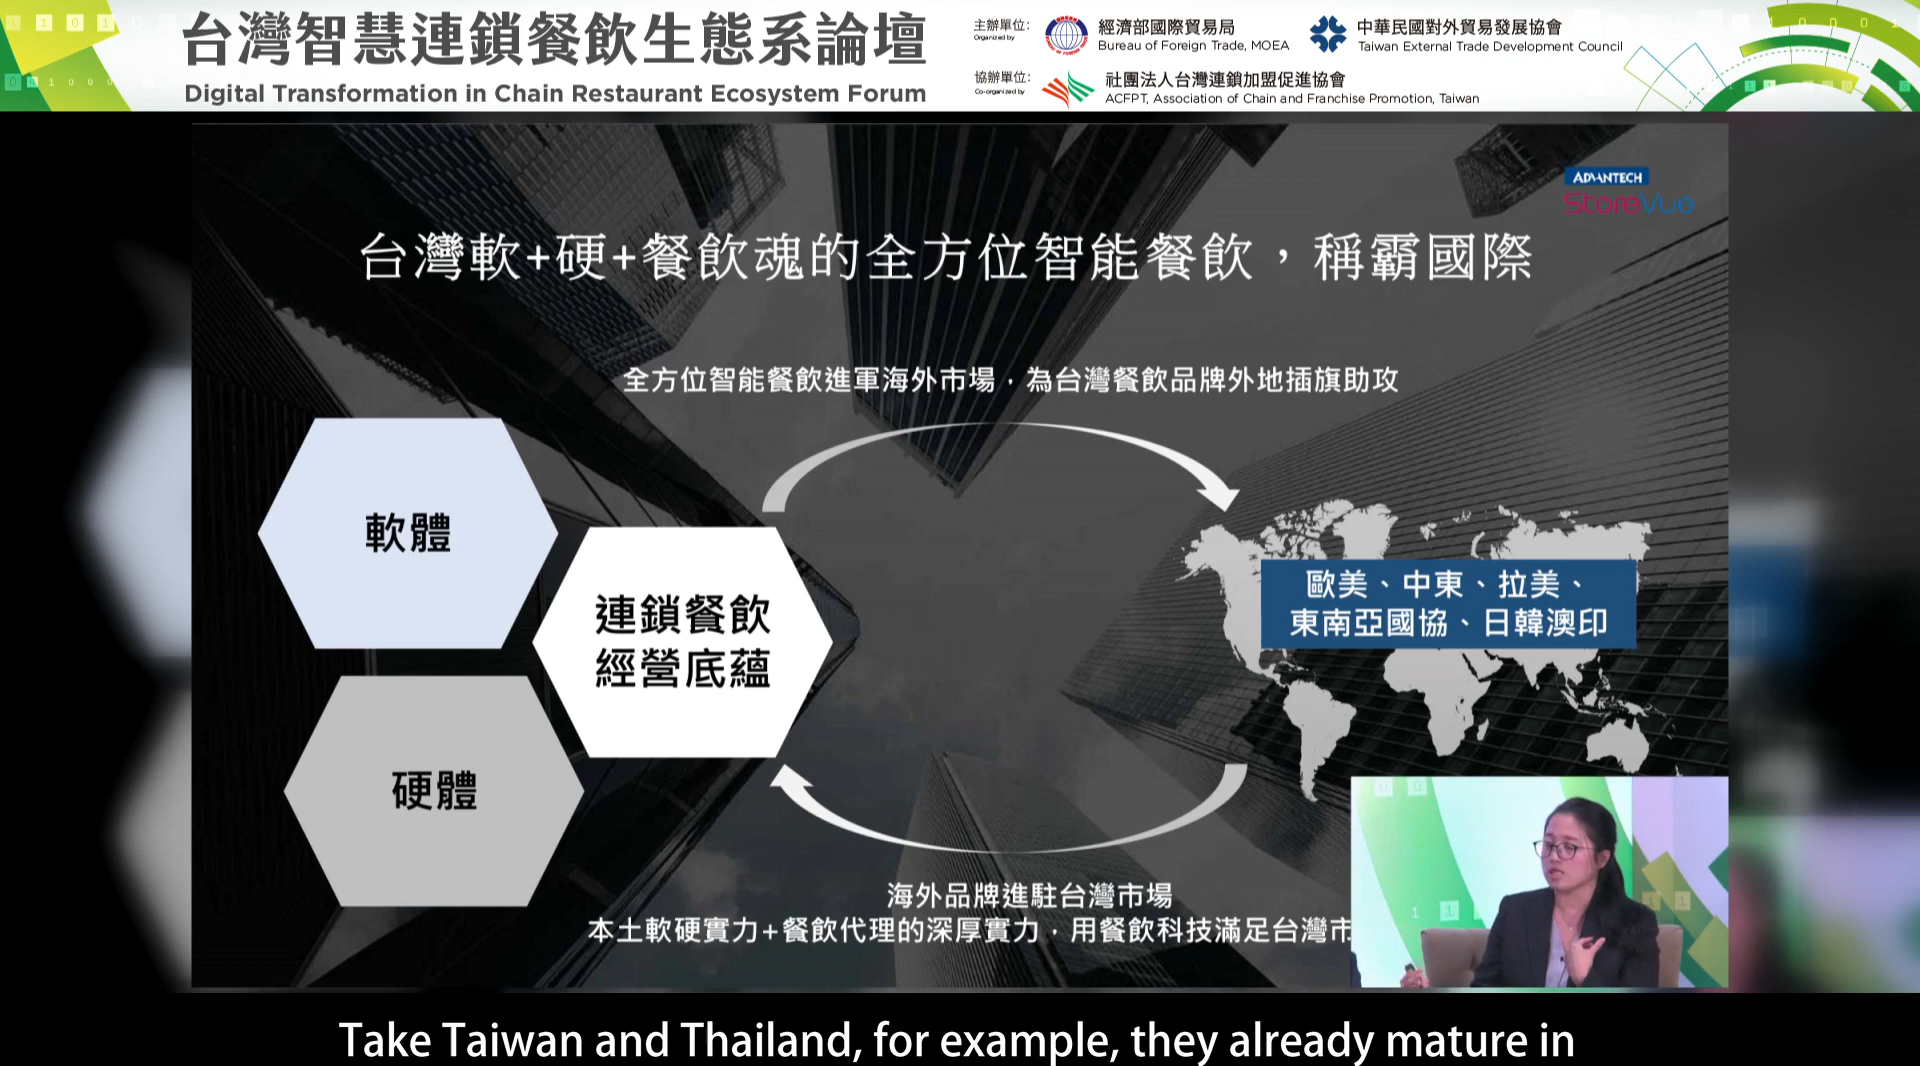 台灣智慧連鎖餐飲生態系論壇
Digital Transformation in Chain Restaurant Ecosystem Forum
主辦單位:
Organized by
經濟部國際貿易局
Bureau of Foreign Trade, MOEA
中華民國對外貿易發展協會
Taiwan External Trade Development Council
協辦單位:
Co-organized by
社團法人台灣連鎖加盟促進協會
ACFPT, Association of Chain and Franchise Promotion, Taiwan
ADVANTECH
StoreVue
台灣軟+硬+餐飲魂的全方位智能餐飲，稱霸國際
全方位智能餐飲進軍海外市場，為台灣餐飲品牌外地插旗助攻
軟體
連鎖餐飲
經營底蘊
硬體
歐美、中東、拉美、
東南亞國協、日韓澳印
海外品牌進駐台灣市場
本土軟硬實力+餐飲代理的深厚實力，用餐飲科技滿足台灣市
Take Taiwan and Thailand, for example, they already mature in